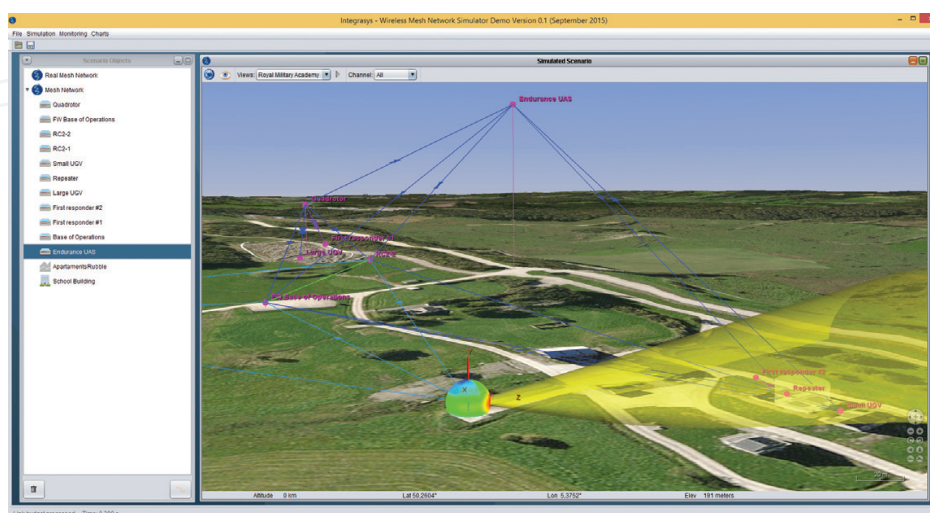 Integrasys - Wireless Mesh Network Simulator Demo Version 0.1 (September 2015)
File Simulation Monitoring Charts
Scenario Objects
Real Mesh Network
Mesh Network
Quadrotor
FW Base of Operations
RC2-2
RC2-1
Small UGV
Repeater
Large UGV
First responder #2
First responder #1
Base of Operations
Endurance UAS
ApartamentsRubble
School Building
Simulated Scenario
Views: Royal Military Academy Channel: All
Endurance UAS
Quadrotor
First responder #1
Large UGV
Base of Operations
Y
X
Z
First responder #2
Repeater
Small UGV
Altitude 0 km Lat 50.2604° Lon 5.3752° Elev 191 meters